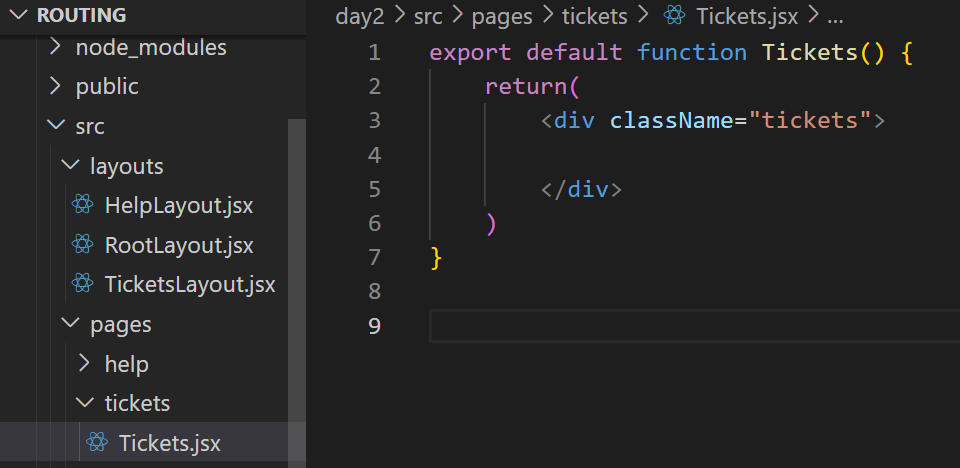 ROUTING
node_modules
public
src
layouts
HelpLayout.jsx
RootLayout.jsx
TicketsLayout.jsx
pages
help
tickets
Tickets.jsx
day2 > src > pages > tickets > Tickets.jsx > ...
1 export default function Tickets() {
2 return(
3 <div className="tickets">
4
5 </div>
6 )
7 }
8
9